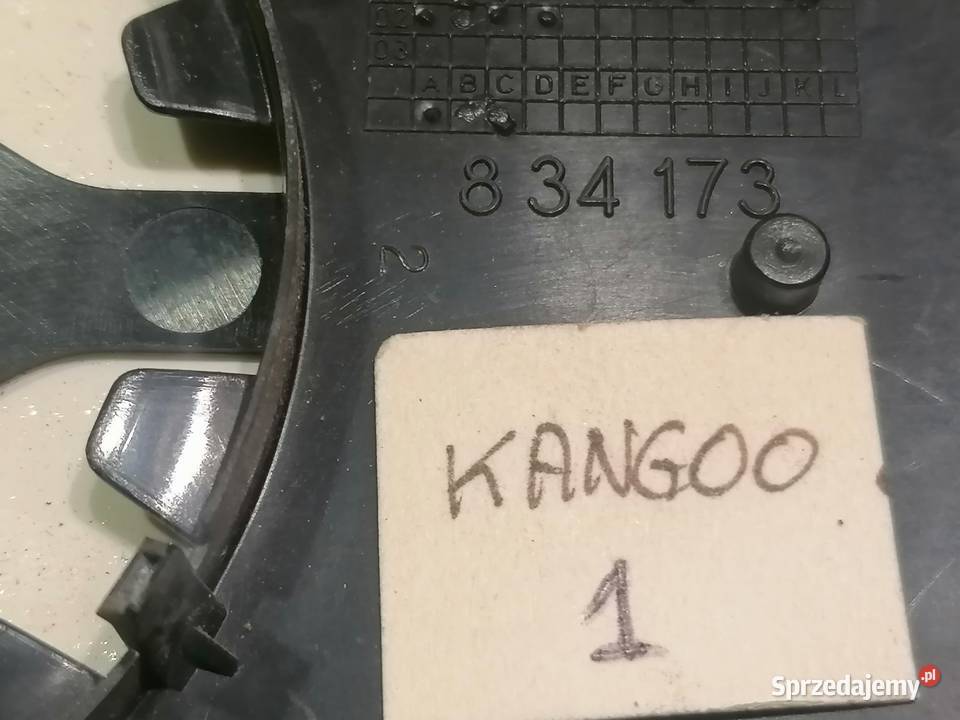 02
03
A B C D E F G H I J K L
8 34 173
2
KANGOO
1
Sprzedajemy.pl